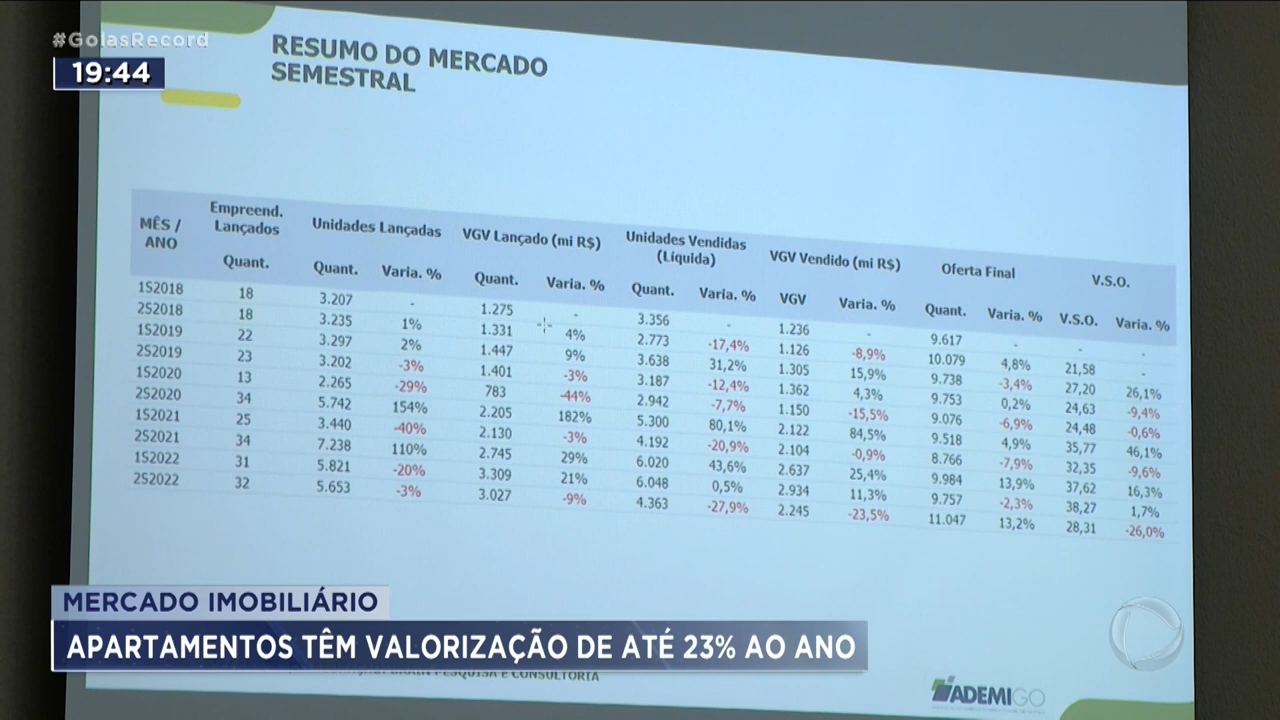 #GoiasRecord
19:44
RESUMO DO MERCADO
SEMESTRAL
MÊS / ANO Empreend. Lançados Unidades Lançadas VGV Lançado (mi R$) Unidades Vendidas (Líquida) VGV Vendido (mi R$) Oferta Final V.S.O.
Quant. Quant. Varia. % Quant. Varia. % Quant. Varia. % VGV Varia. % Quant. Varia. % V.S.O. Varia. %
1S2018 18 3.207 - 1.275 - 3.356 - 1.236 - 9.617 - - -
2S2018 18 3.235 1% 1.331 4% 2.773 -17,4% 1.126 -8,9% 10.079 4,8% 21,58 -
1S2019 22 3.297 2% 1.447 9% 3.638 31,2% 1.305 15,9% 9.738 -3,4% 27,20 26,1%
2S2019 23 3.202 -3% 1.401 -3% 3.187 -12,4% 1.362 4,3% 9.753 0,2% 24,63 -9,4%
1S2020 13 2.265 -29% 783 -44% 2.942 -7,7% 1.150 -15,5% 9.076 -6,9% 24,48 -0,6%
2S2020 34 5.742 154% 2.205 182% 5.300 80,1% 2.122 84,5% 9.518 4,9% 35,77 46,1%
1S2021 25 3.440 -40% 2.130 -3% 4.192 -20,9% 2.104 -0,9% 8.766 -7,9% 32,35 -9,6%
2S2021 34 7.238 110% 2.745 29% 6.020 43,6% 2.637 25,4% 9.984 13,9% 37,62 16,3%
1S2022 31 5.821 -20% 3.309 21% 6.048 0,5% 2.934 11,3% 9.757 -2,3% 38,27 1,7%
2S2022 32 5.653 -3% 3.027 -9% 4.363 -27,9% 2.245 -23,5% 11.047 13,2% 28,31 -26,0%
MERCADO IMOBILIÁRIO
APARTAMENTOS TÊM VALORIZAÇÃO DE ATÉ 23% AO ANO
PESQUISA E CONSULTORIA
ADEMIGO